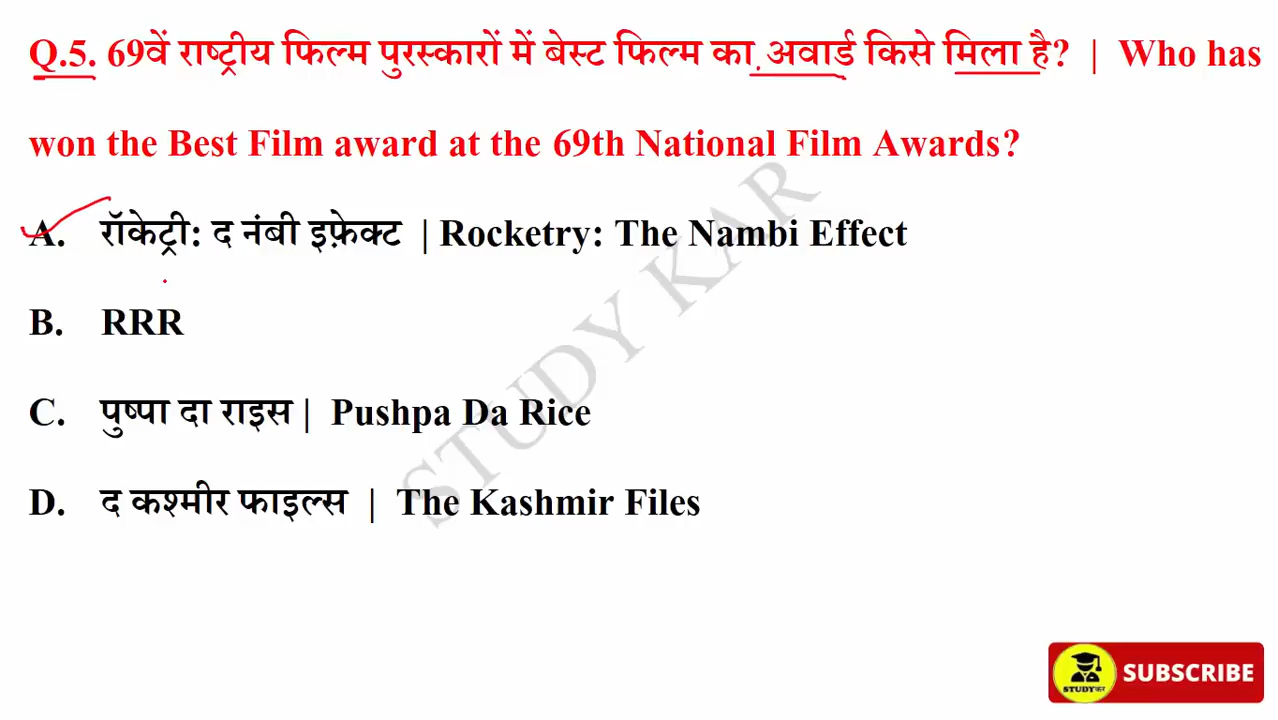 Q.5. 69वें राष्ट्रीय फिल्म पुरस्कारों में बेस्ट फिल्म का अवार्ड किसे मिला है? | Who has
won the Best Film award at the 69th National Film Awards?
A. रॉकेट्री: द नंबी इफ़ेक्ट | Rocketry: The Nambi Effect
B. RRR
C. पुष्पा दा राइस | Pushpa Da Rice
D. द कश्मीर फाइल्स | The Kashmir Files
STUDY KAR
SUBSCRIBE
STUDYकर